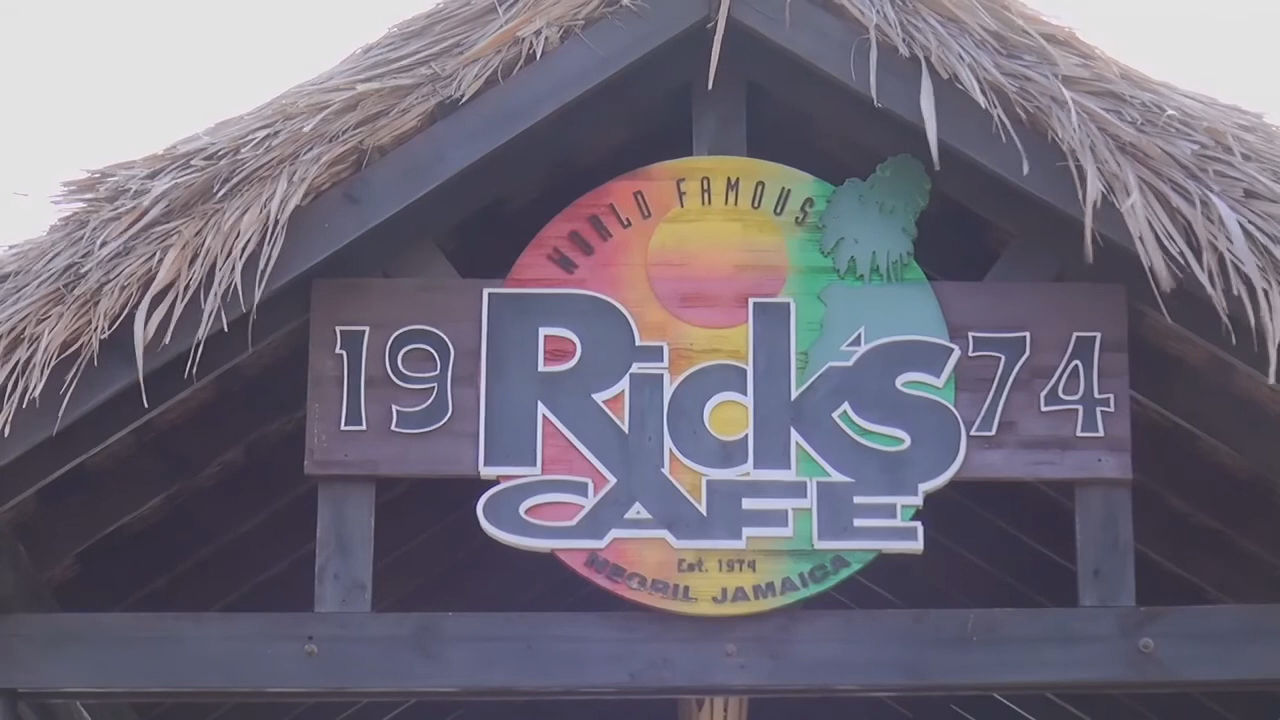 WORLD FAMOUS
19 Rick's 74
CAFE
Est. 1974
NEGRIL JAMAICA